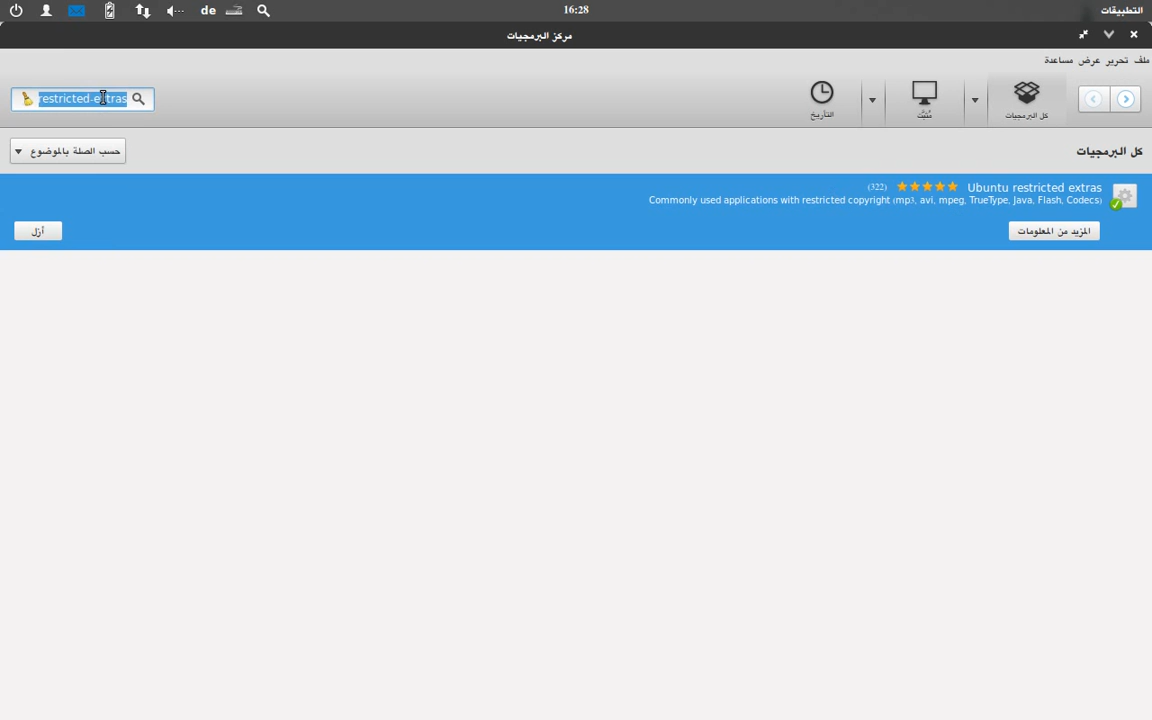 التطبيقات
16:28
de
مركز البرمجيات
ملف تحرير عرض مساعدة
كل البرمجيات
مُثبَّت
التأريخ
restricted-extras
كل البرمجيات
حسب الصلة بالموضوع
Ubuntu restricted extras
(322)
Commonly used applications with restricted copyright (mp3, avi, mpeg, TrueType, Java, Flash, Codecs)
المزيد من المعلومات
أزل